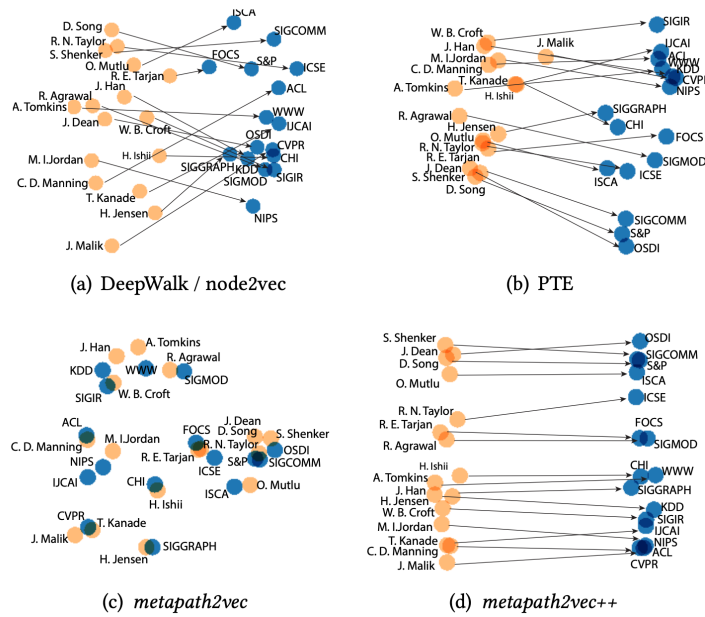 ISCA
D. Song
SIGCOMM
R. N. Taylor
S. Shenker
FOCS
S&P
ICSE
O. Mutlu
R. E. Tarjan
J. Han
ACL
R. Agrawal
A. Tomkins
WWW
J. Dean
W. B. Croft
IJCAI
OSDI
CVPR
M. I.Jordan
H. Ishii
CHI
SIGGRAPH
KDD
C. D. Manning
SIGMOD
SIGIR
T. Kanade
H. Jensen
NIPS
J. Malik
(a) DeepWalk / node2vec
W. B. Croft
SIGIR
J. Han
J. Malik
IJCAI
M. I.Jordan
ACL
WWW
C. D. Manning
KDD
T. Kanade
CVPR
A. Tomkins
H. Ishii
NIPS
R. Agrawal
SIGGRAPH
H. Jensen
CHI
O. Mutlu
FOCS
R. N. Taylor
R. E. Tarjan
SIGMOD
J. Dean
ICSE
S. Shenker
ISCA
D. Song
SIGCOMM
S&P
OSDI
(b) PTE
J. Han
A. Tomkins
KDD
WWW
R. Agrawal
SIGMOD
SIGIR
W. B. Croft
ACL
C. D. Manning
M. I.Jordan
FOCS
J. Dean
D. Song
S. Shenker
R. N. Taylor
R. E. Tarjan
OSDI
NIPS
ICSE
S&P
SIGCOMM
IJCAI
CHI
H. Ishii
ISCA
O. Mutlu
CVPR
T. Kanade
J. Malik
H. Jensen
SIGGRAPH
(c) metapath2vec
S. Shenker
OSDI
J. Dean
SIGCOMM
D. Song
S&P
O. Mutlu
ISCA
ICSE
R. N. Taylor
R. E. Tarjan
FOCS
R. Agrawal
SIGMOD
H. Ishii
CHI
WWW
A. Tomkins
J. Han
SIGGRAPH
H. Jensen
KDD
W. B. Croft
SIGIR
M. I.Jordan
IJCAI
T. Kanade
NIPS
C. D. Manning
ACL
J. Malik
CVPR
(d) metapath2vec++